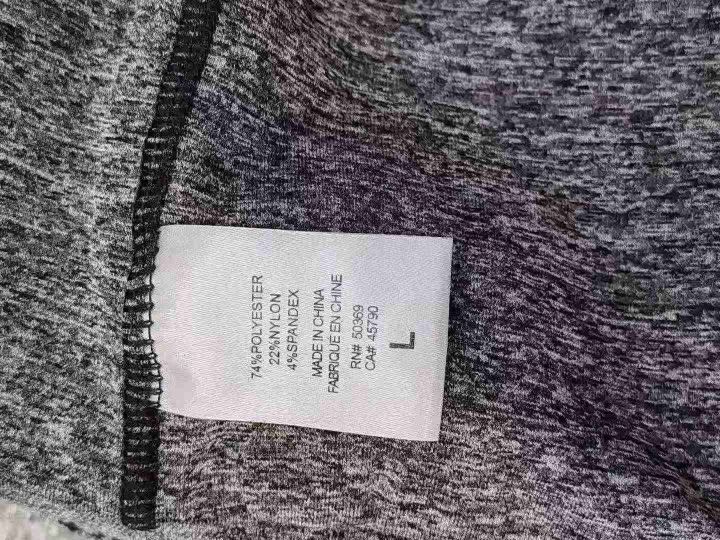 74%POLYESTER
22%NYLON
4%SPANDEX
MADE IN CHINA
FABRIQUE EN CHINE
RN# 50369
CA# 45790
L